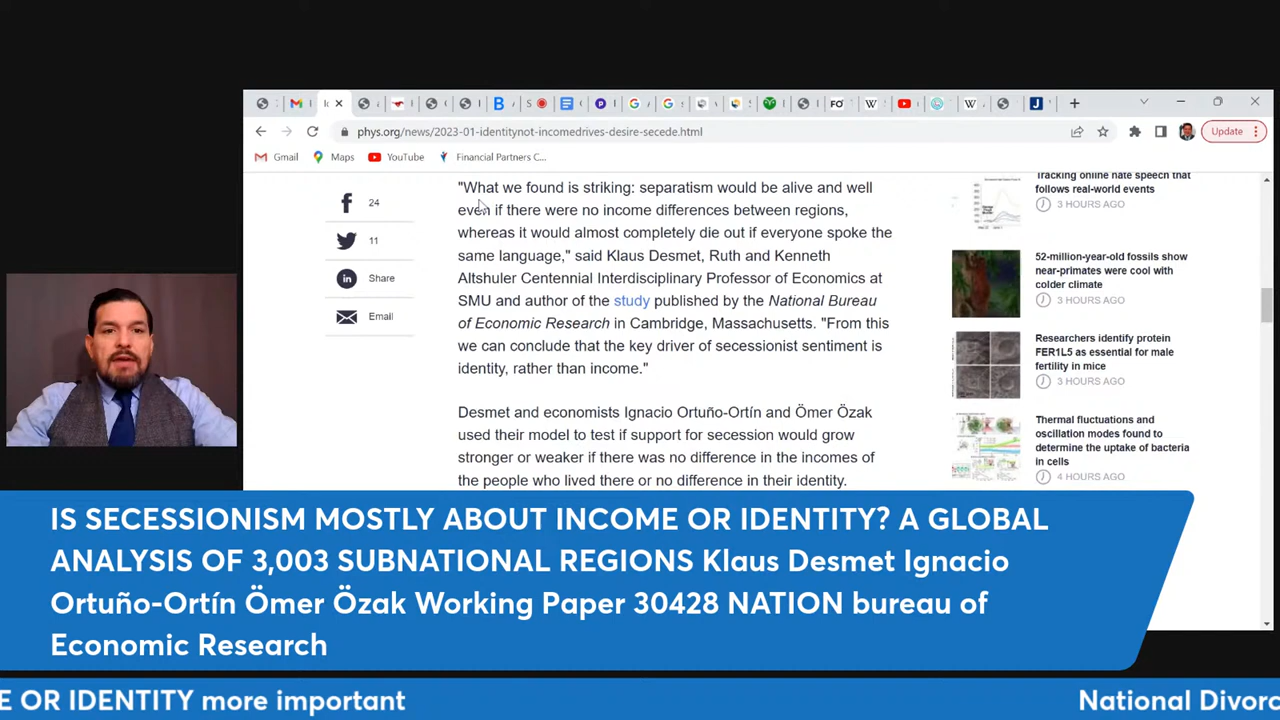 phys.org/news/2023-01-identitynot-incomedrives-desire-secede.html
Update
Gmail
Maps
YouTube
Financial Partners C...
24
11
Share
Email
"What we found is striking: separatism would be alive and well
even if there were no income differences between regions,
whereas it would almost completely die out if everyone spoke the
same language," said Klaus Desmet, Ruth and Kenneth
Altshuler Centennial Interdisciplinary Professor of Economics at
SMU and author of the study published by the National Bureau
of Economic Research in Cambridge, Massachusetts. "From this
we can conclude that the key driver of secessionist sentiment is
identity, rather than income."
Desmet and economists Ignacio Ortuño-Ortín and Ömer Özak
used their model to test if support for secession would grow
stronger or weaker if there was no difference in the incomes of
the people who lived there or no difference in their identity.
Tracking online hate speech that
follows real-world events
3 HOURS AGO
52-million-year-old fossils show
near-primates were cool with
colder climate
3 HOURS AGO
Researchers identify protein
FER1L5 as essential for male
fertility in mice
3 HOURS AGO
Thermal fluctuations and
oscillation modes found to
determine the uptake of bacteria
in cells
4 HOURS AGO
IS SECESSIONISM MOSTLY ABOUT INCOME OR IDENTITY? A GLOBAL
ANALYSIS OF 3,003 SUBNATIONAL REGIONS Klaus Desmet Ignacio
Ortuño-Ortín Ömer Özak Working Paper 30428 NATION bureau of
Economic Research
E OR IDENTITY more important
National Divorc